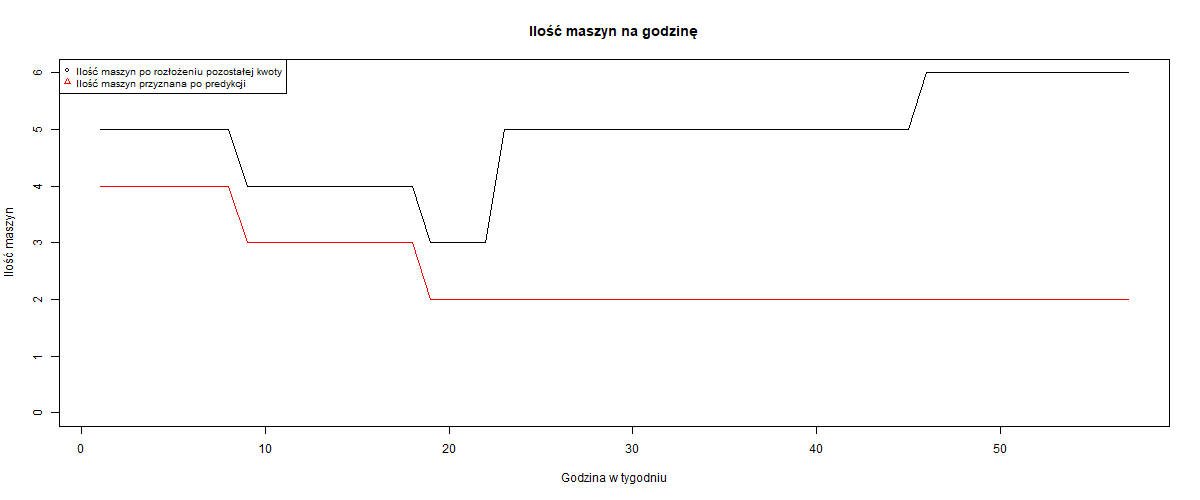 Ilość maszyn na godzinę
Ilość maszyn po rozłożeniu pozostałej kwoty
Ilość maszyn przyznana po predykcji
Ilość maszyn
6
5
4
3
2
1
0
0 10 20 30 40 50
Godzina w tygodniu